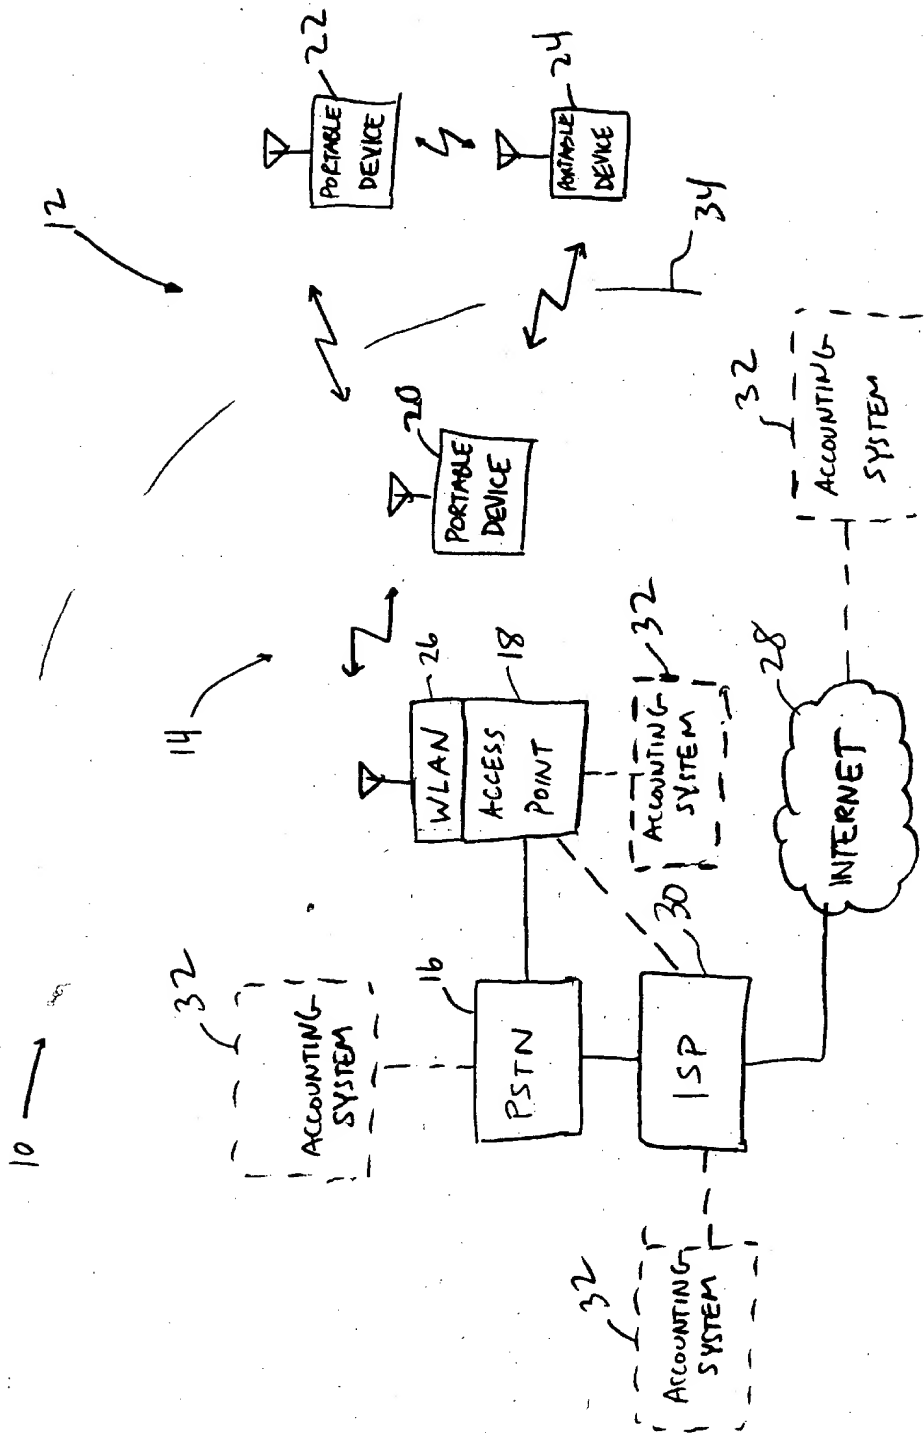 10
12
14
32
ACCOUNTING
SYSTEM
22
PORTABLE
DEVICE
26
WLAN
20
PORTABLE
DEVICE
16
PSTN
18
ACCESS
POINT
24
PORTABLE
DEVICE
32
ACCOUNTING
SYSTEM
30
ISP
32
ACCOUNTING
SYSTEM
34
28
INTERNET
32
ACCOUNTING
SYSTEM